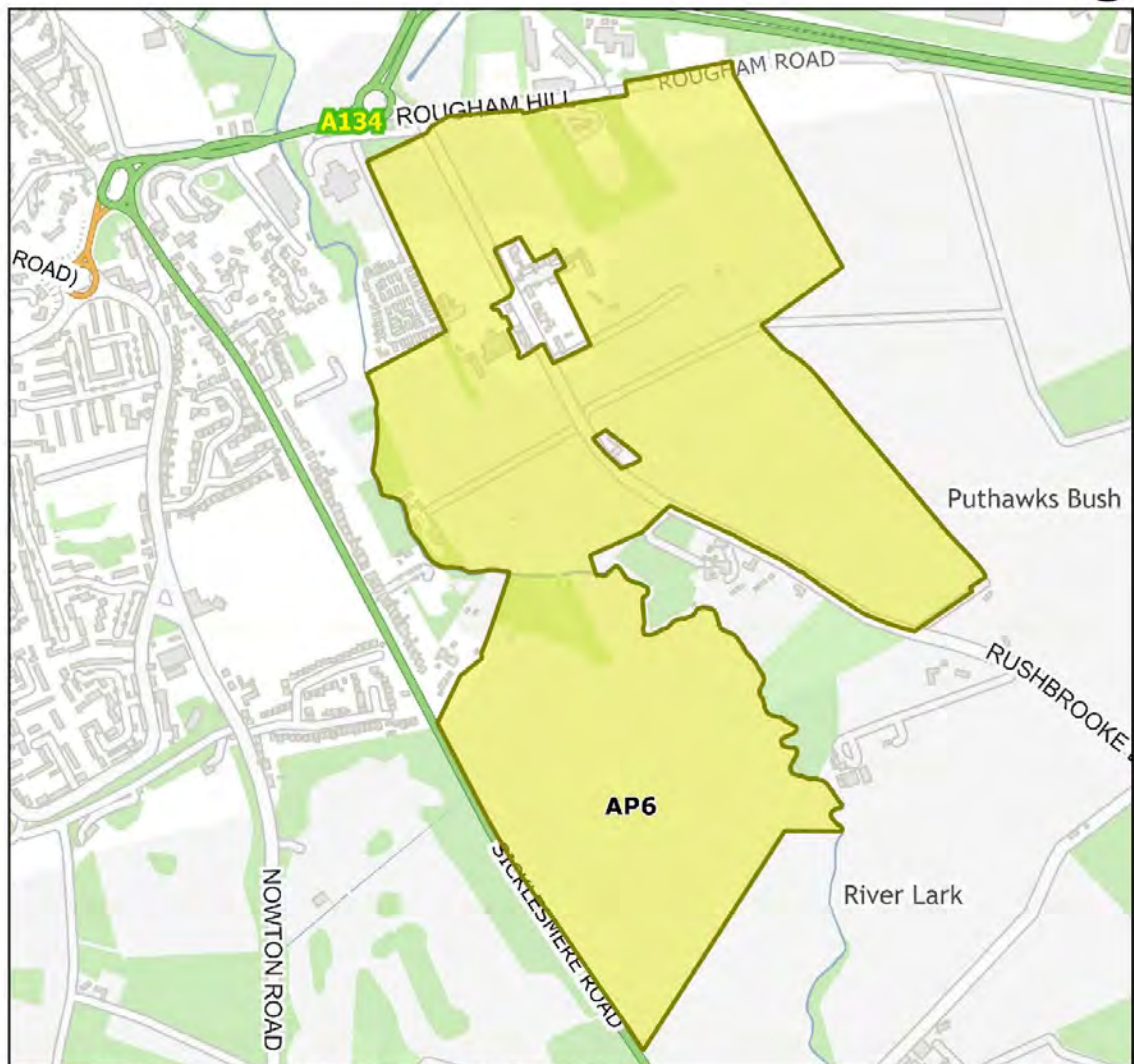 ROUGHAM ROAD
ROUGHAM HILL
A134
ROAD)
Puthawks Bush
RUSHBROOKE
AP6
SICKLESMERE ROAD
River Lark
NOWTON ROAD